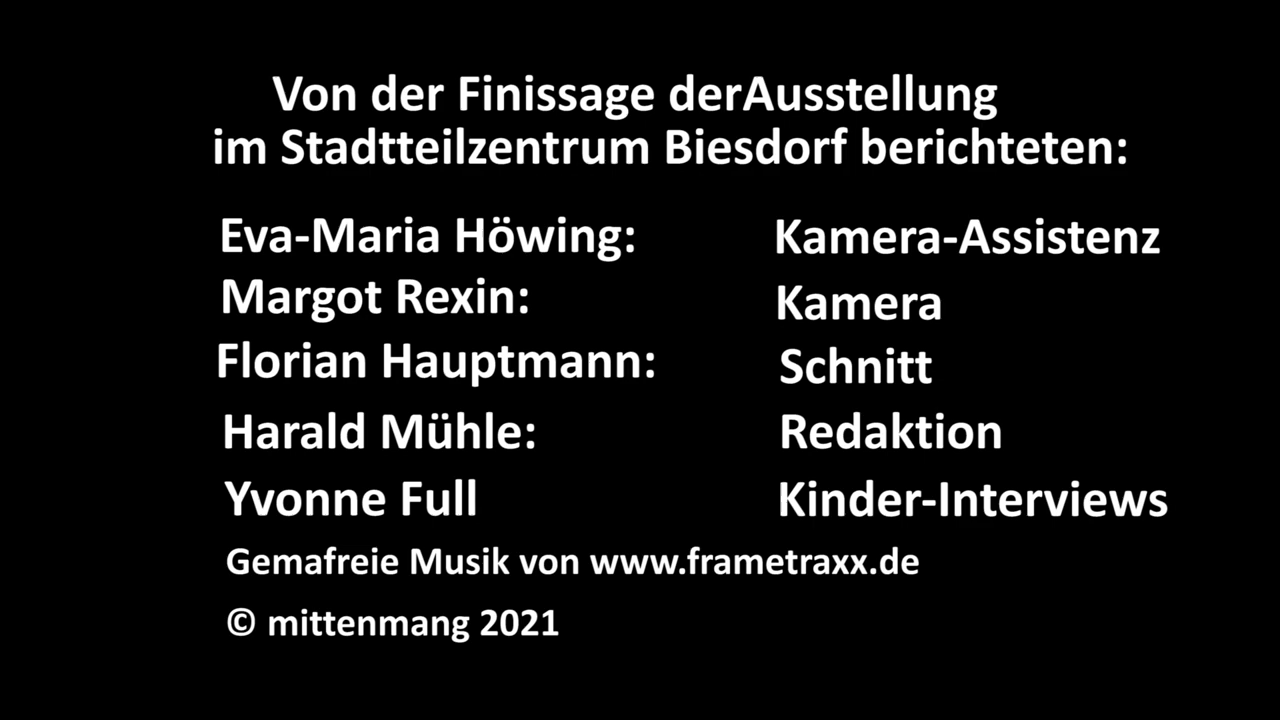 Von der Finissage derAusstellung
im Stadtteilzentrum Biesdorf berichteten:
Eva-Maria Höwing: Kamera-Assistenz
Margot Rexin: Kamera
Florian Hauptmann: Schnitt
Harald Mühle: Redaktion
Yvonne Full Kinder-Interviews
Gemafreie Musik von www.frametraxx.de
© mittenmang 2021